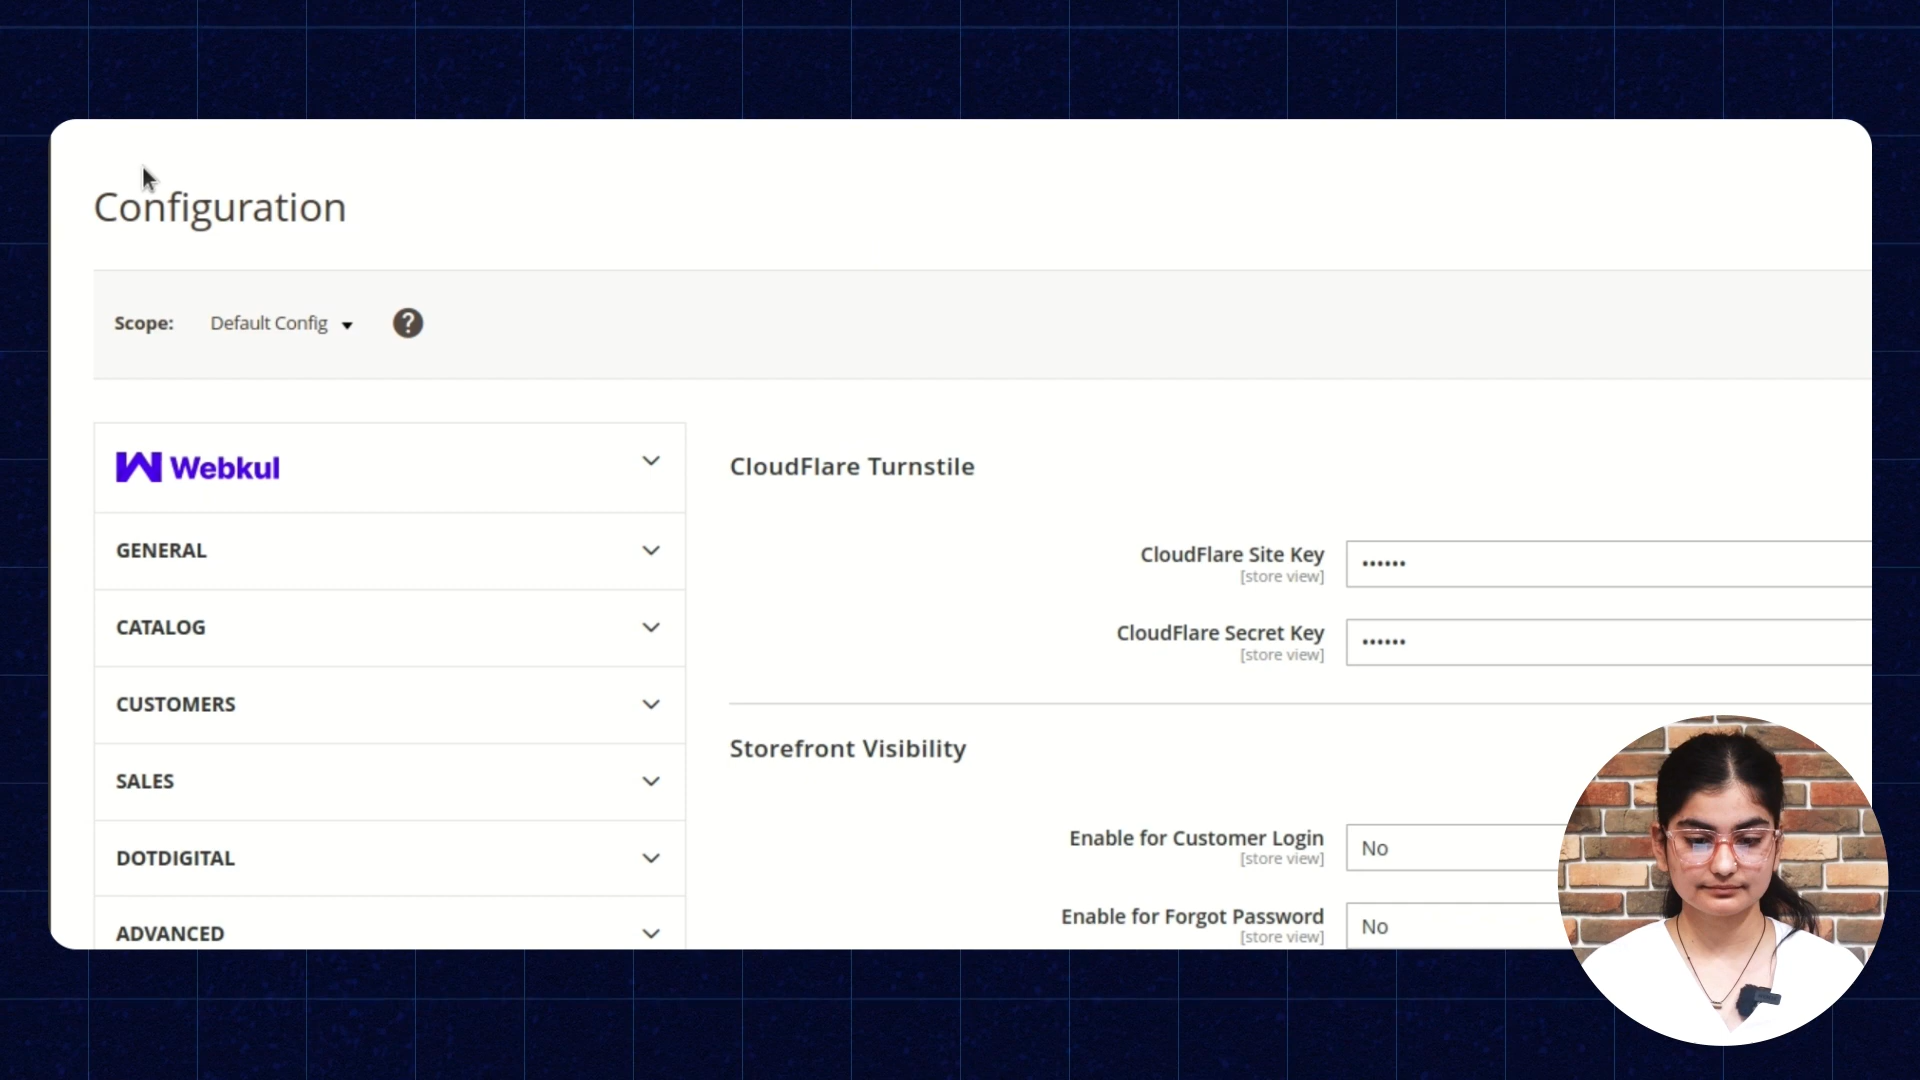 Configuration
Scope: Default Config ?
Webkul
GENERAL
CATALOG
CUSTOMERS
SALES
DOTDIGITAL
ADVANCED
CloudFlare Turnstile
CloudFlare Site Key
[store view]
••••••
CloudFlare Secret Key
[store view]
••••••
Storefront Visibility
Enable for Customer Login
[store view]
No
Enable for Forgot Password
[store view]
No